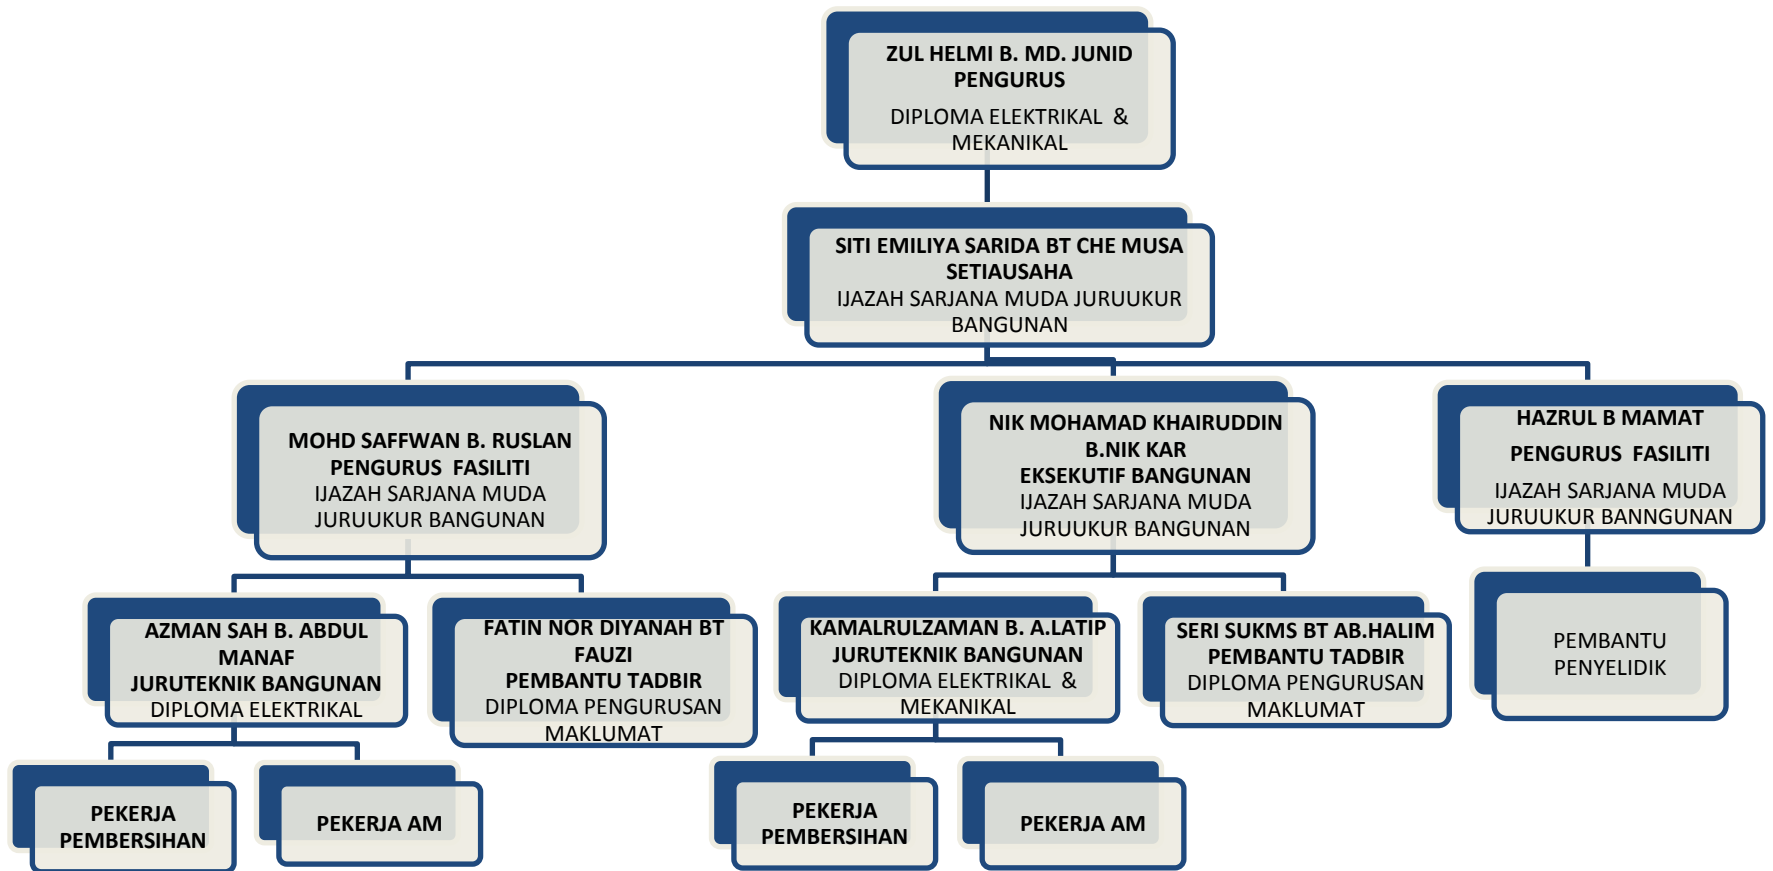 ZUL HELMI B. MD. JUNID
PENGURUS
DIPLOMA ELEKTRIKAL &
MEKANIKAL
SITI EMILIYA SARIDA BT CHE MUSA
SETIAUSAHA
IJAZAH SARJANA MUDA JURUUKUR
BANGUNAN
MOHD SAFFWAN B. RUSLAN
PENGURUS FASILITI
IJAZAH SARJANA MUDA
JURUUKUR BANGUNAN
NIK MOHAMAD KHAIRUDDIN
B.NIK KAR
EKSEKUTIF BANGUNAN
IJAZAH SARJANA MUDA
JURUUKUR BANGUNAN
HAZRUL B MAMAT
PENGURUS FASILITI
IJAZAH SARJANA MUDA
JURUUKUR BANNGUNAN
AZMAN SAH B. ABDUL
MANAF
JURUTEKNIK BANGUNAN
DIPLOMA ELEKTRIKAL
FATIN NOR DIYANAH BT
FAUZI
PEMBANTU TADBIR
DIPLOMA PENGURUSAN
MAKLUMAT
KAMALRULZAMAN B. A.LATIP
JURUTEKNIK BANGUNAN
DIPLOMA ELEKTRIKAL &
MEKANIKAL
SERI SUKMS BT AB.HALIM
PEMBANTU TADBIR
DIPLOMA PENGURUSAN
MAKLUMAT
PEMBANTU
PENYELIDIK
PEKERJA
PEMBERSIHAN
PEKERJA AM
PEKERJA
PEMBERSIHAN
PEKERJA AM